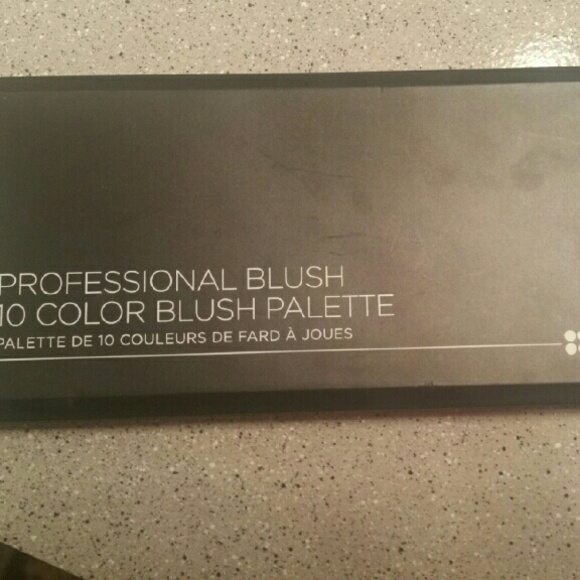 PROFESSIONAL BLUSH
10 COLOR BLUSH PALETTE
PALETTE DE 10 COULEURS DE FARD À JOUES